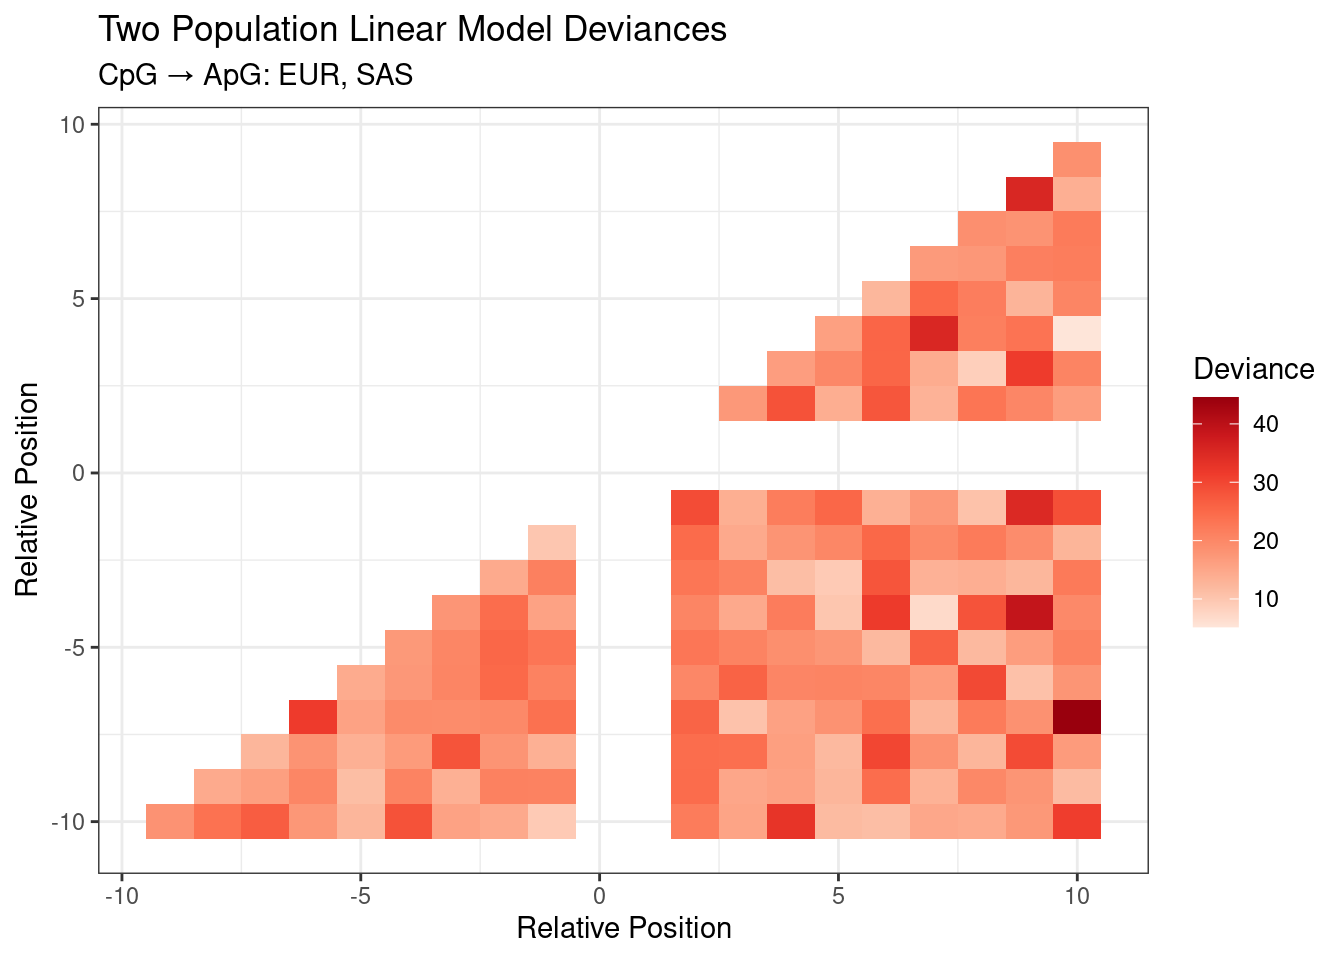 Two Population Linear Model Deviances
CpG → ApG: EUR, SAS
10
5
0
-5
-10
Relative Position
-10
-5
0
5
10
Relative Position
Deviance
40
30
20
10